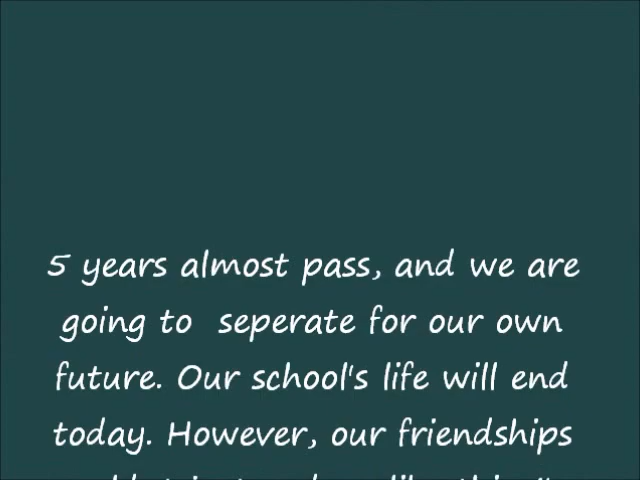 5 years almost pass, and we are
going to  seperate for our own
future. Our school's life will end
today. However, our friendships